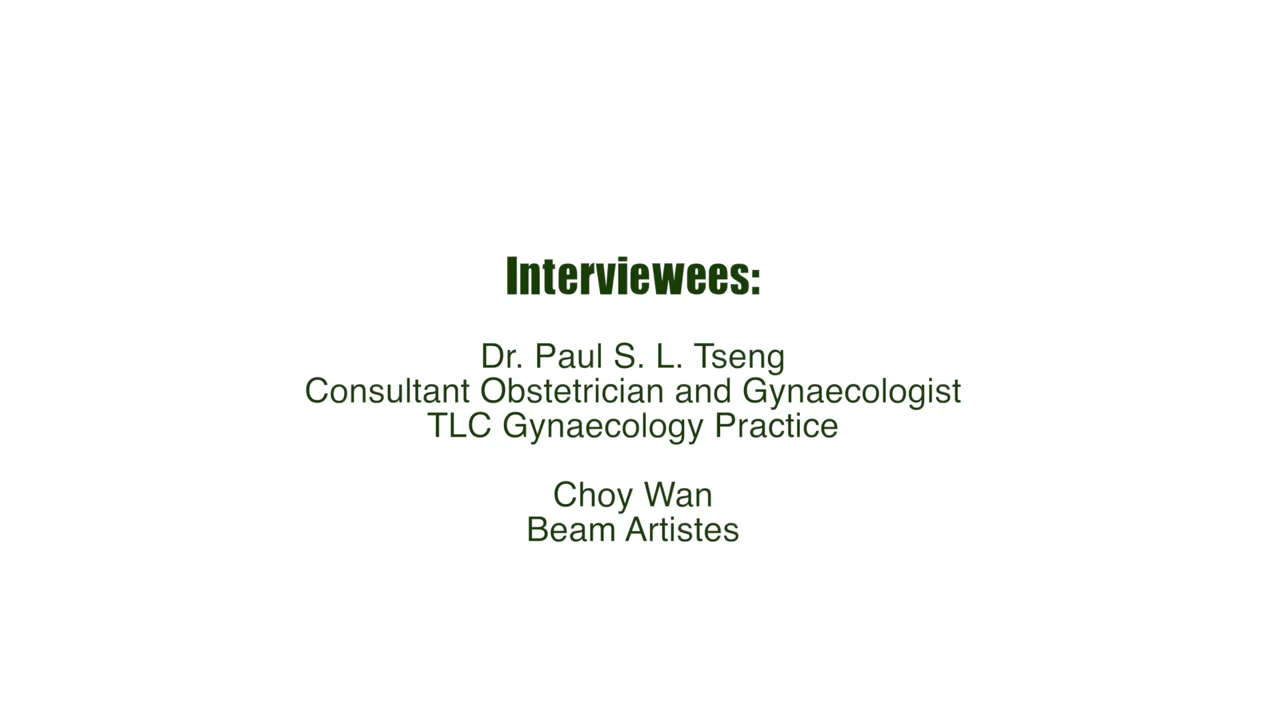 Interviewees:
Dr. Paul S. L. Tseng
Consultant Obstetrician and Gynaecologist
TLC Gynaecology Practice
Choy Wan
Beam Artistes